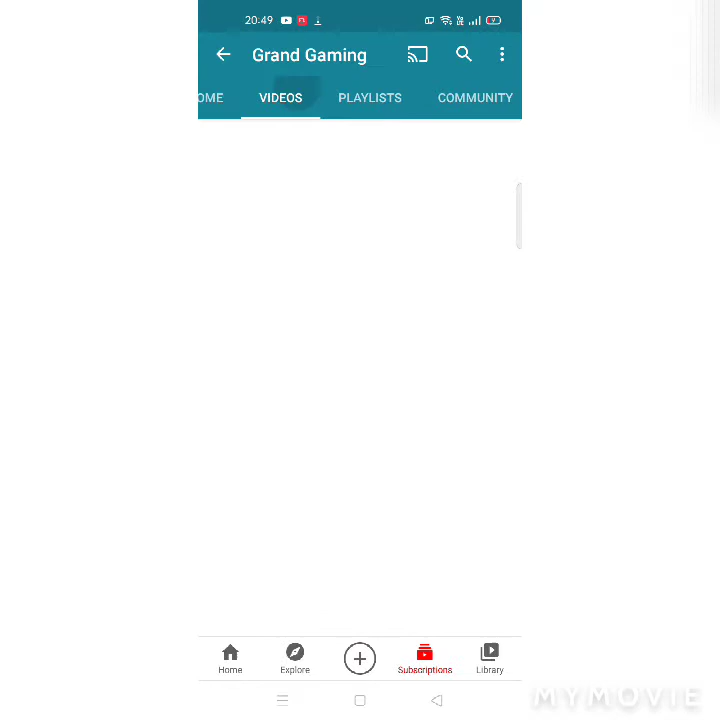 20:49
Grand Gaming
OME VIDEOS PLAYLISTS COMMUNITY
Home Explore Subscriptions Library
MYMOVIE